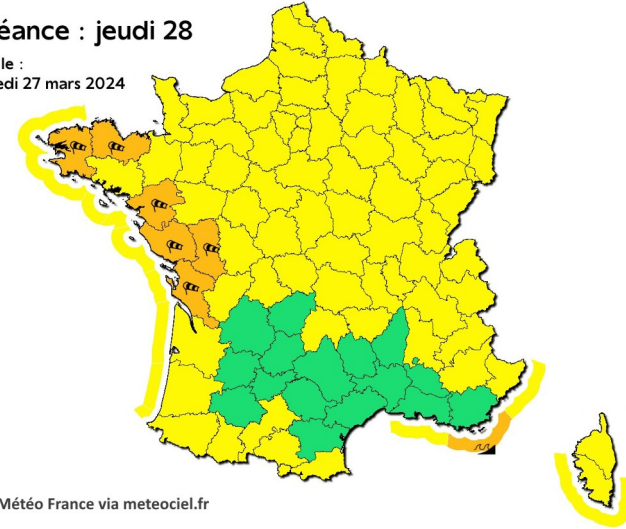 éance : jeudi 28
le :
edi 27 mars 2024
Météo France via meteociel.fr